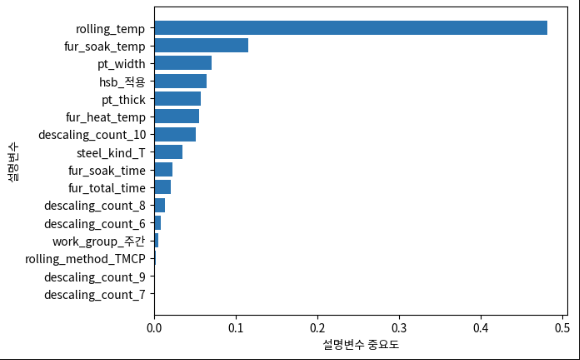 rolling_temp
fur_soak_temp
pt_width
hsb_적용
pt_thick
fur_heat_temp
descaling_count_10
steel_kind_T
fur_soak_time
fur_total_time
descaling_count_8
descaling_count_6
work_group_주간
rolling_method_TMCP
descaling_count_9
descaling_count_7
설명변수
0.0 0.1 0.2 0.3 0.4 0.5
설명변수 중요도